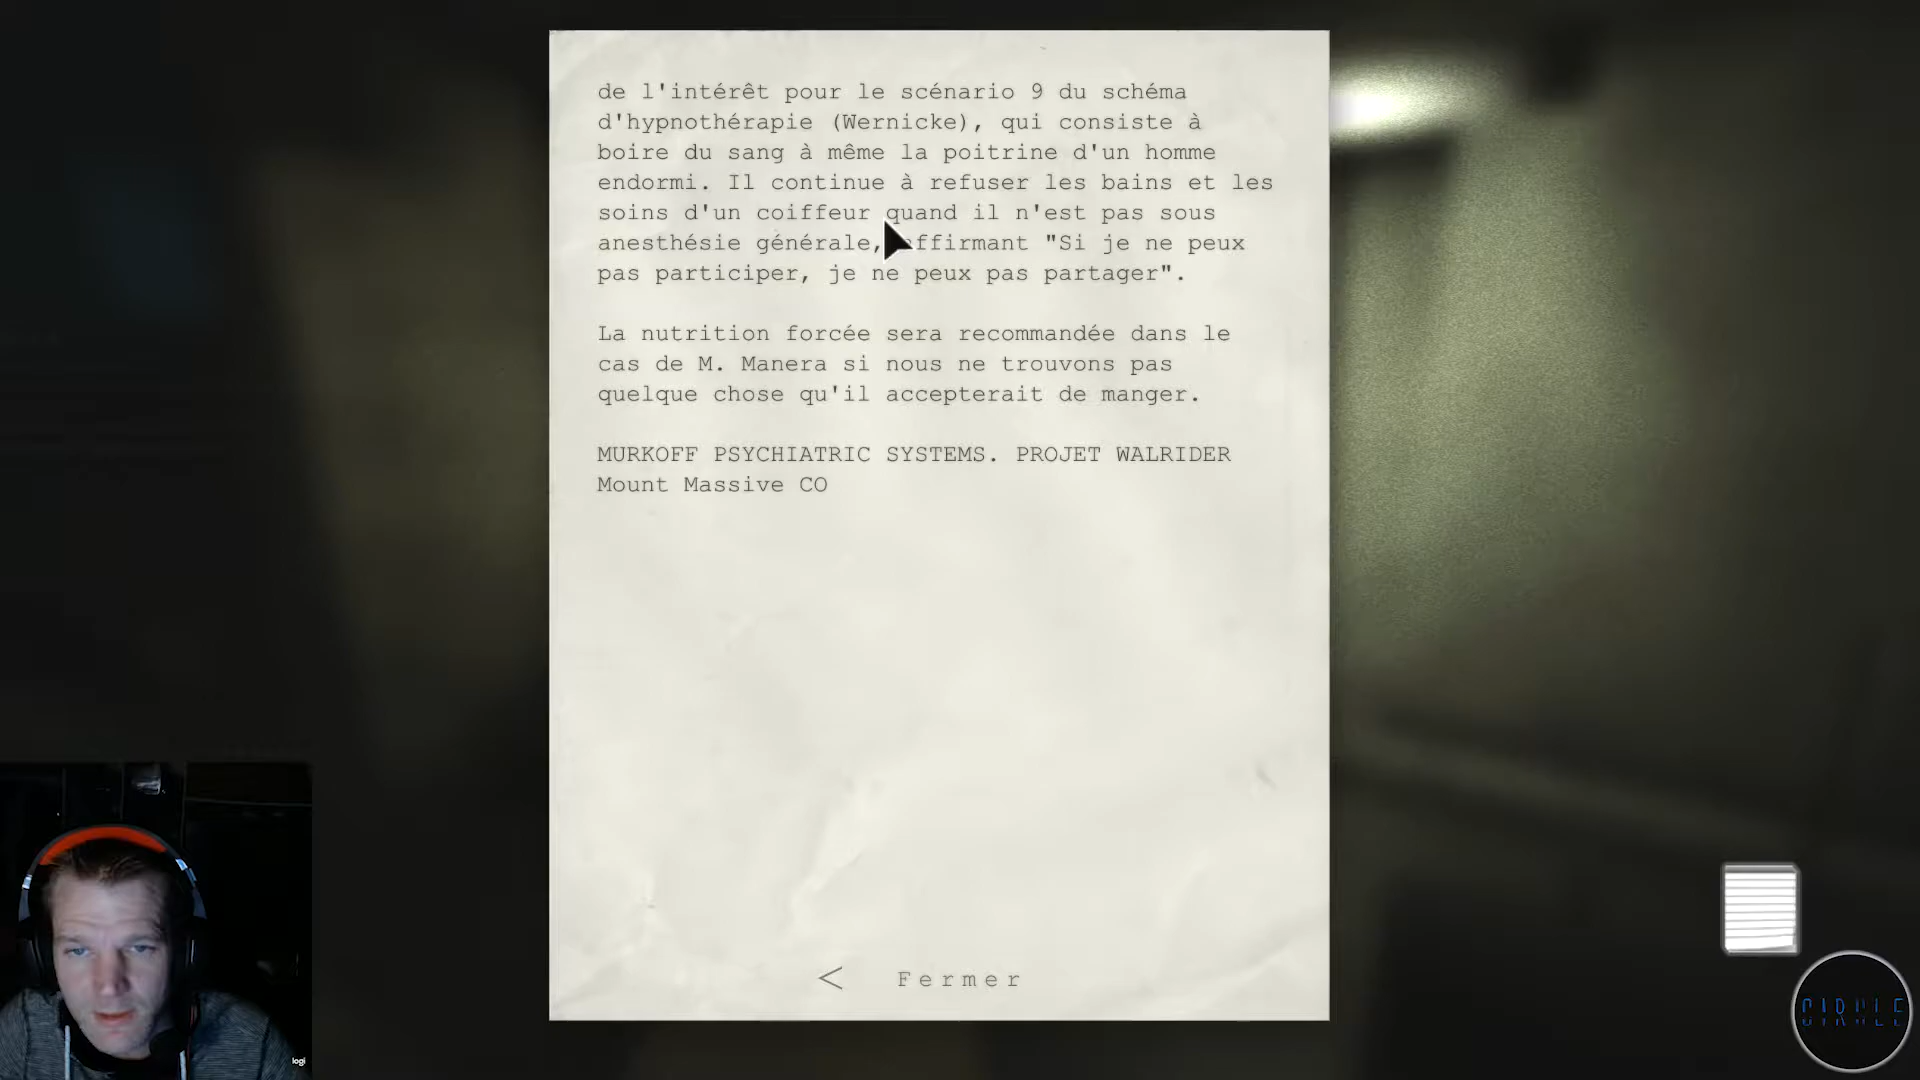 de l'intérêt pour le scénario 9 du schéma
d'hypnothérapie (Wernicke), qui consiste à
boire du sang à même la poitrine d'un homme
endormi. Il continue à refuser les bains et les
soins d'un coiffeur quand il n'est pas sous
anesthésie générale, affirmant "Si je ne peux
pas participer, je ne peux pas partager".
La nutrition forcée sera recommandée dans le
cas de M. Manera si nous ne trouvons pas
quelque chose qu'il accepterait de manger.
MURKOFF PSYCHIATRIC SYSTEMS. PROJET WALRIDER
Mount Massive CO
< Fermer
logi